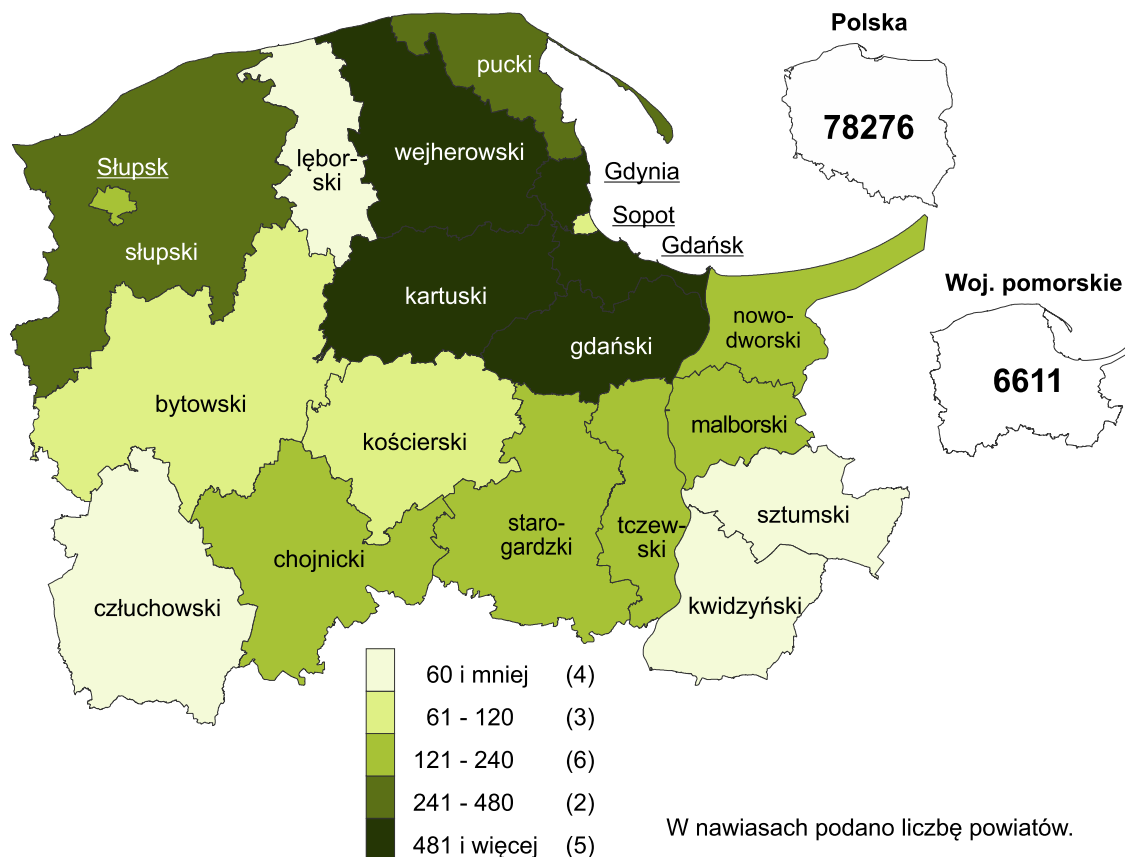 Polska
78276
pucki
wejherowski
lębor-
ski
Słupsk
Gdynia
Sopot
Gdańsk
słupski
Woj. pomorskie
6611
kartuski
gdański
nowo-
dworski
bytowski
kościerski
malborski
sztumski
staro-
gardzki
tczew-
ski
chojnicki
człuchowski
kwidzyński
60 i mniej (4)
61 - 120 (3)
121 - 240 (6)
241 - 480 (2)
481 i więcej (5)
W nawiasach podano liczbę powiatów.